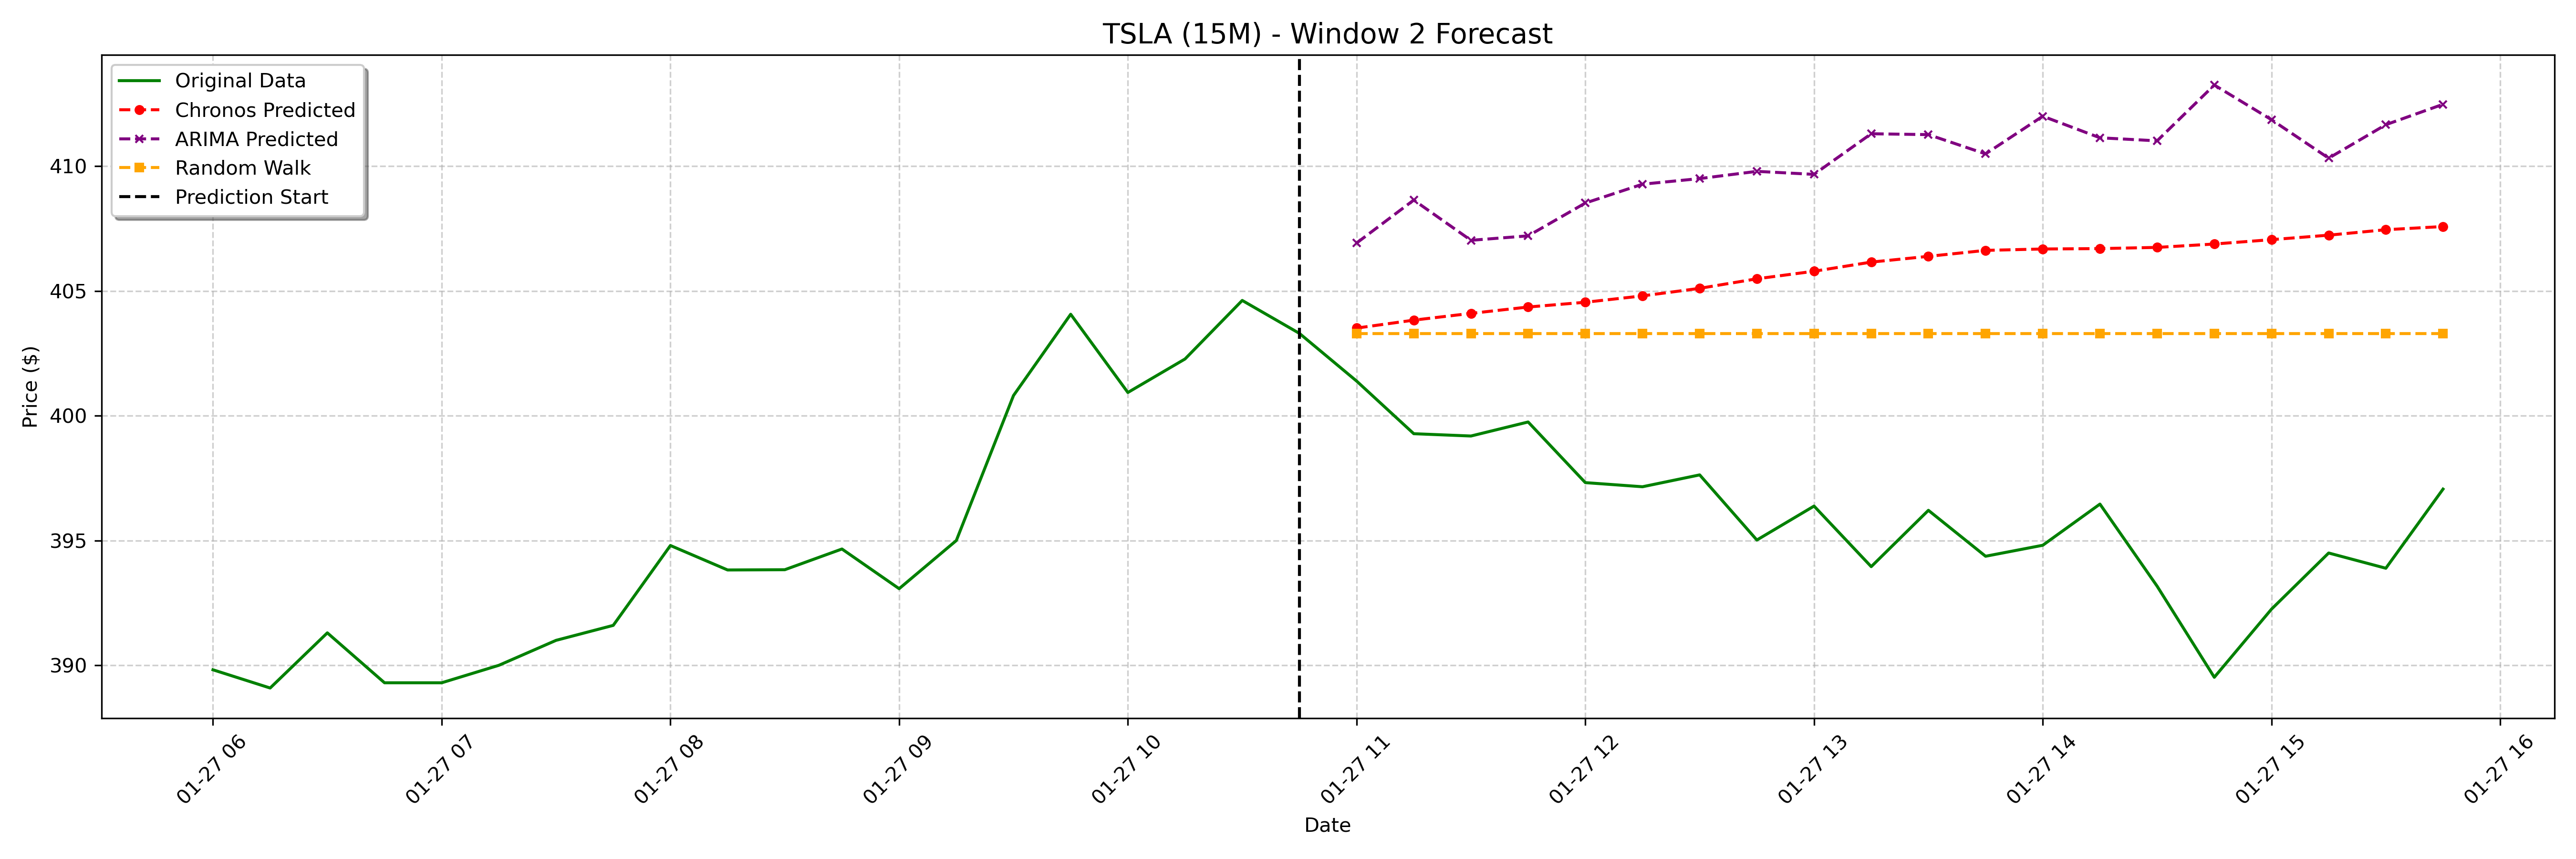 TSLA (15M) - Window 2 Forecast
Original Data
Chronos Predicted
ARIMA Predicted
Random Walk
Prediction Start
Price ($)
410
405
400
395
390
01-27 06
01-27 07
01-27 08
01-27 09
01-27 10
01-27 11
01-27 12
01-27 13
01-27 14
01-27 15
01-27 16
Date